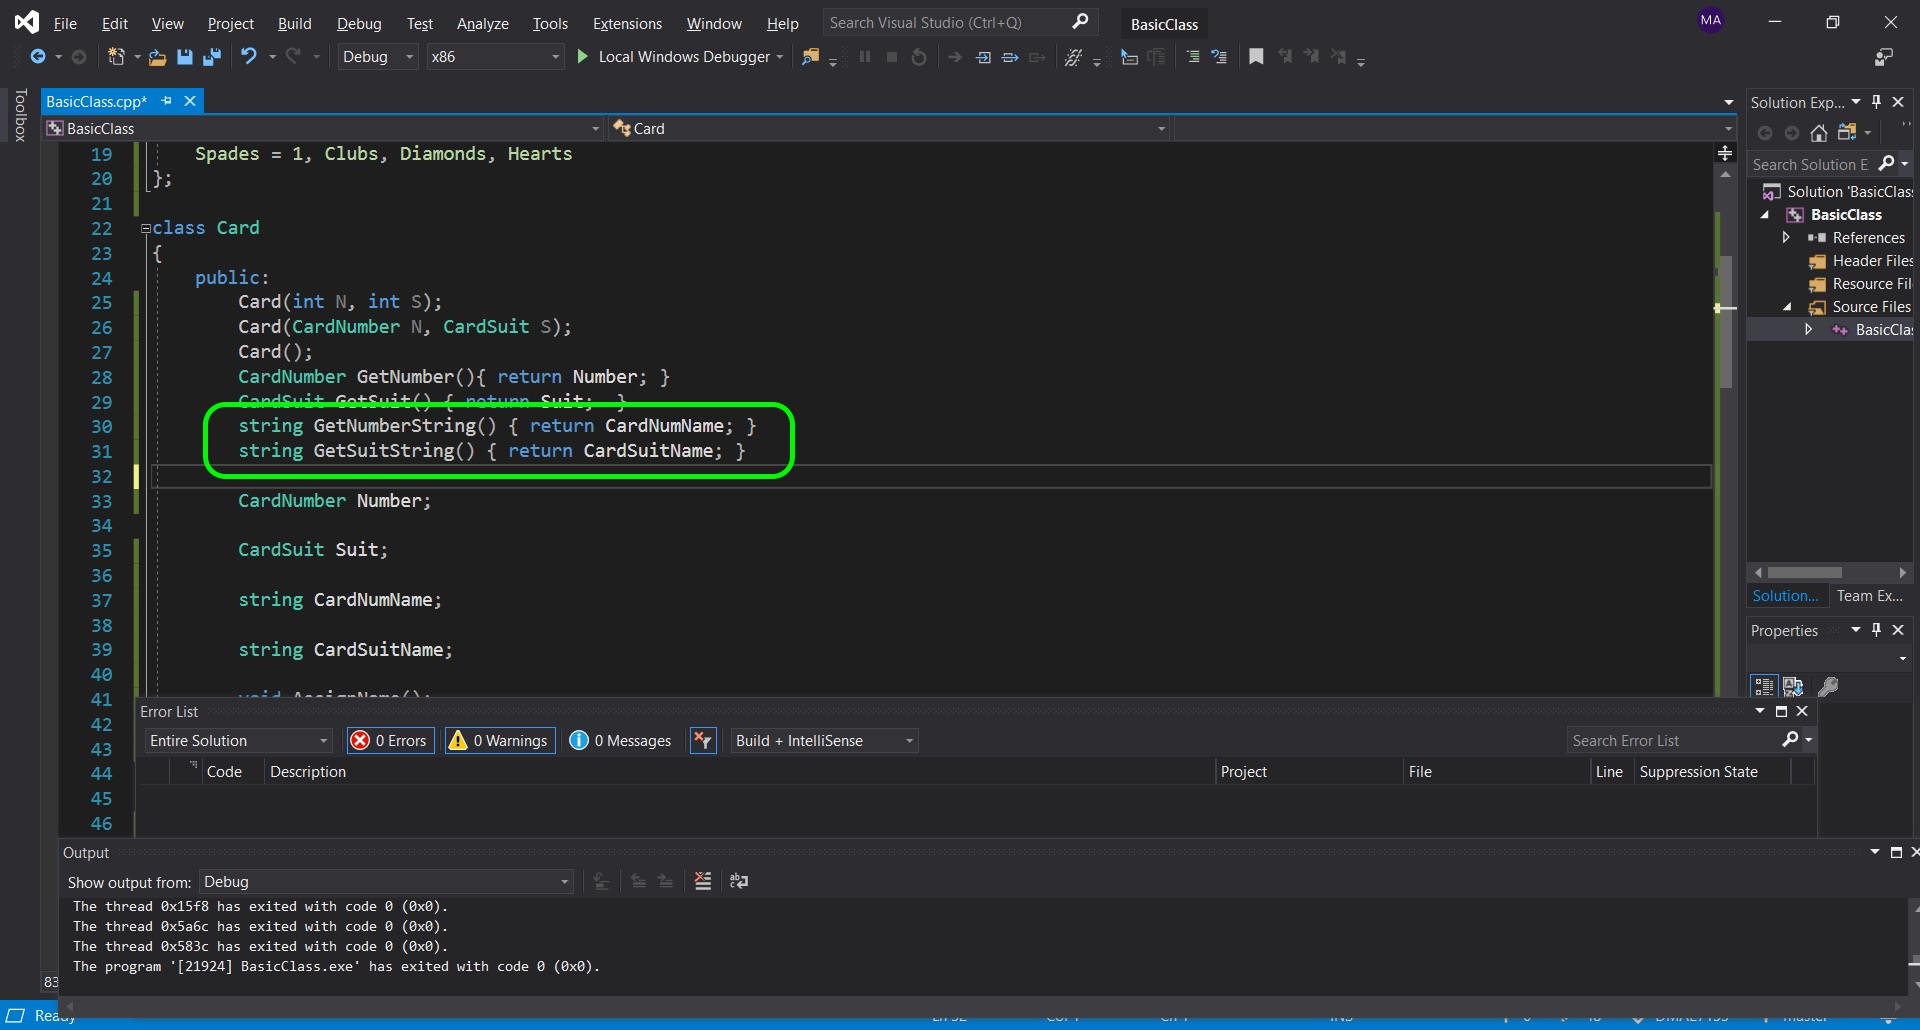 File Edit View Project Build Debug Test Analyze Tools Extensions Window Help Search Visual Studio (Ctrl+Q) BasicClass MA
Debug x86 Local Windows Debugger
Toolbox
BasicClass.cpp*
BasicClass Card
19 Spades = 1, Clubs, Diamonds, Hearts
20 };
21
22 class Card
23 {
24 public:
25 Card(int N, int S);
26 Card(CardNumber N, CardSuit S);
27 Card();
28 CardNumber GetNumber(){ return Number; }
29 CardSuit GetSuit() { return Suit; }
30 string GetNumberString() { return CardNumName; }
31 string GetSuitString() { return CardSuitName; }
32
33 CardNumber Number;
34
35 CardSuit Suit;
36
37 string CardNumName;
38
39 string CardSuitName;
40
41 void AssignName();
42
43
44
45
46
83
Solution Exp...
Search Solution E
Solution 'BasicClas
BasicClass
References
Header Files
Resource Fil
Source Files
BasicCla
Solution... Team Ex...
Properties
Error List
Entire Solution 0 Errors 0 Warnings 0 Messages Build + IntelliSense Search Error List
Code Description Project File Line Suppression State
Output
Show output from: Debug
The thread 0x15f8 has exited with code 0 (0x0).
The thread 0x5a6c has exited with code 0 (0x0).
The thread 0x583c has exited with code 0 (0x0).
The program '[21924] BasicClass.exe' has exited with code 0 (0x0).
Ready